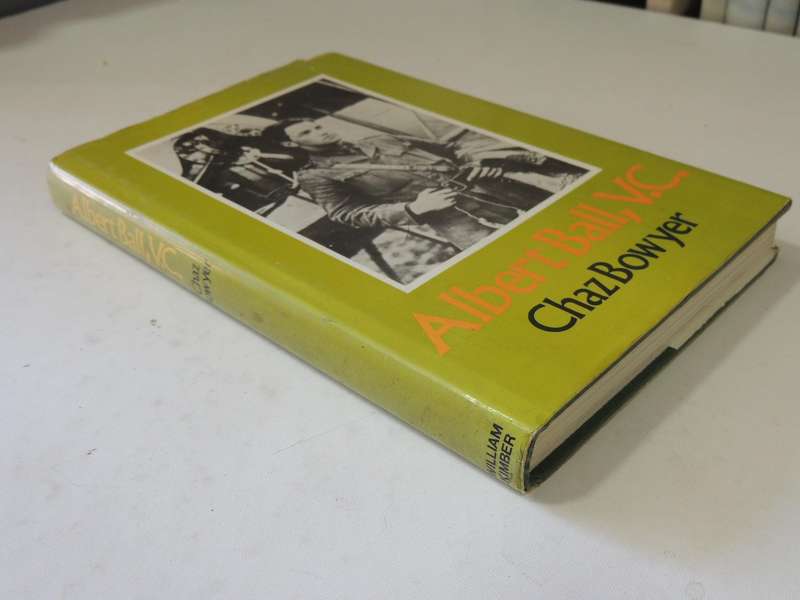 Albert Ball, V.C.
Chaz Bowyer
Albert Ball, V.C.
Chaz
Bowyer
WILLIAM
KIMBER